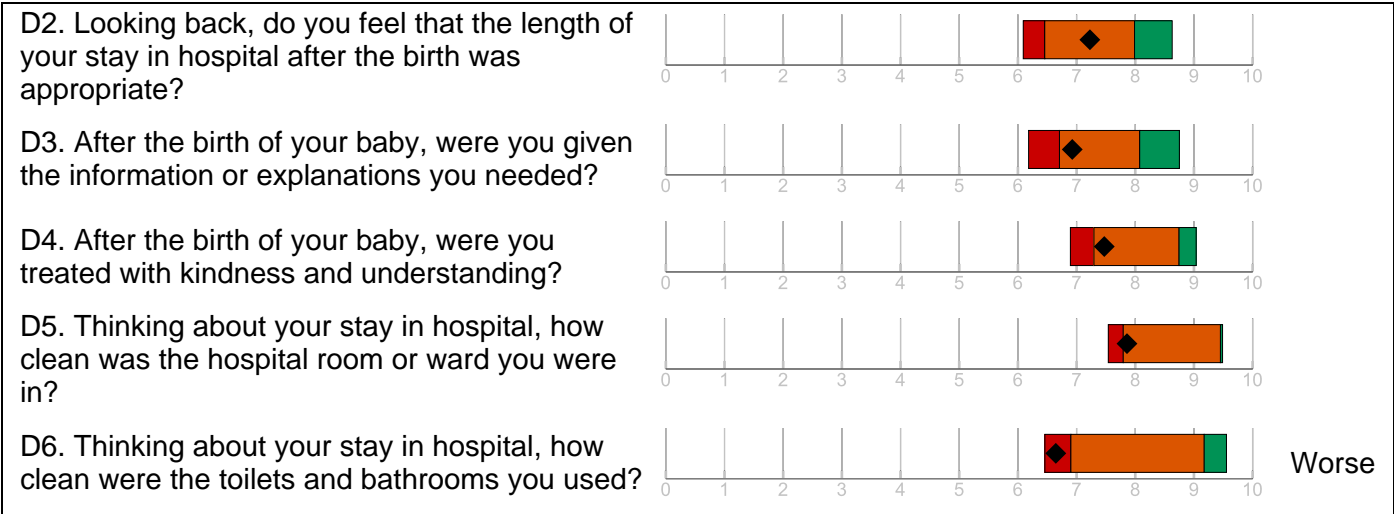 D2. Looking back, do you feel that the length of
your stay in hospital after the birth was
appropriate?
0 1 2 3 4 5 6 7 8 9 10
D3. After the birth of your baby, were you given
the information or explanations you needed?
0 1 2 3 4 5 6 7 8 9 10
D4. After the birth of your baby, were you
treated with kindness and understanding?
0 1 2 3 4 5 6 7 8 9 10
D5. Thinking about your stay in hospital, how
clean was the hospital room or ward you were
in?
0 1 2 3 4 5 6 7 8 9 10
D6. Thinking about your stay in hospital, how
clean were the toilets and bathrooms you used?
0 1 2 3 4 5 6 7 8 9 10
Worse